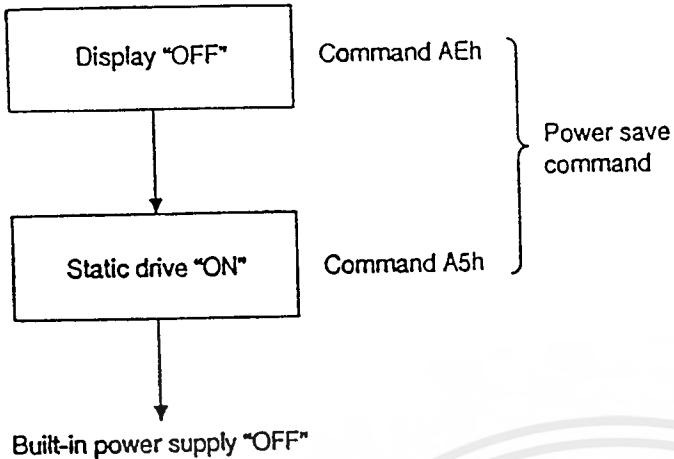 Display “OFF”
Command AEh
Power save
command
Static drive “ON”
Command A5h
Built-in power supply “OFF”